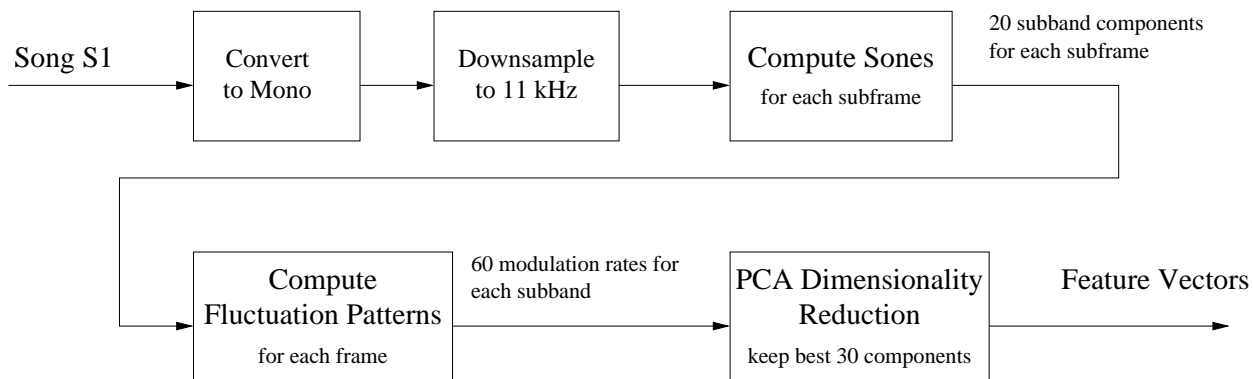 Song S1
Convert
to Mono
Downsample
to 11 kHz
Compute Sones
for each subframe
20 subband components
for each subframe
Compute
Fluctuation Patterns
for each frame
60 modulation rates for
each subband
PCA Dimensionality
Reduction
keep best 30 components
Feature Vectors